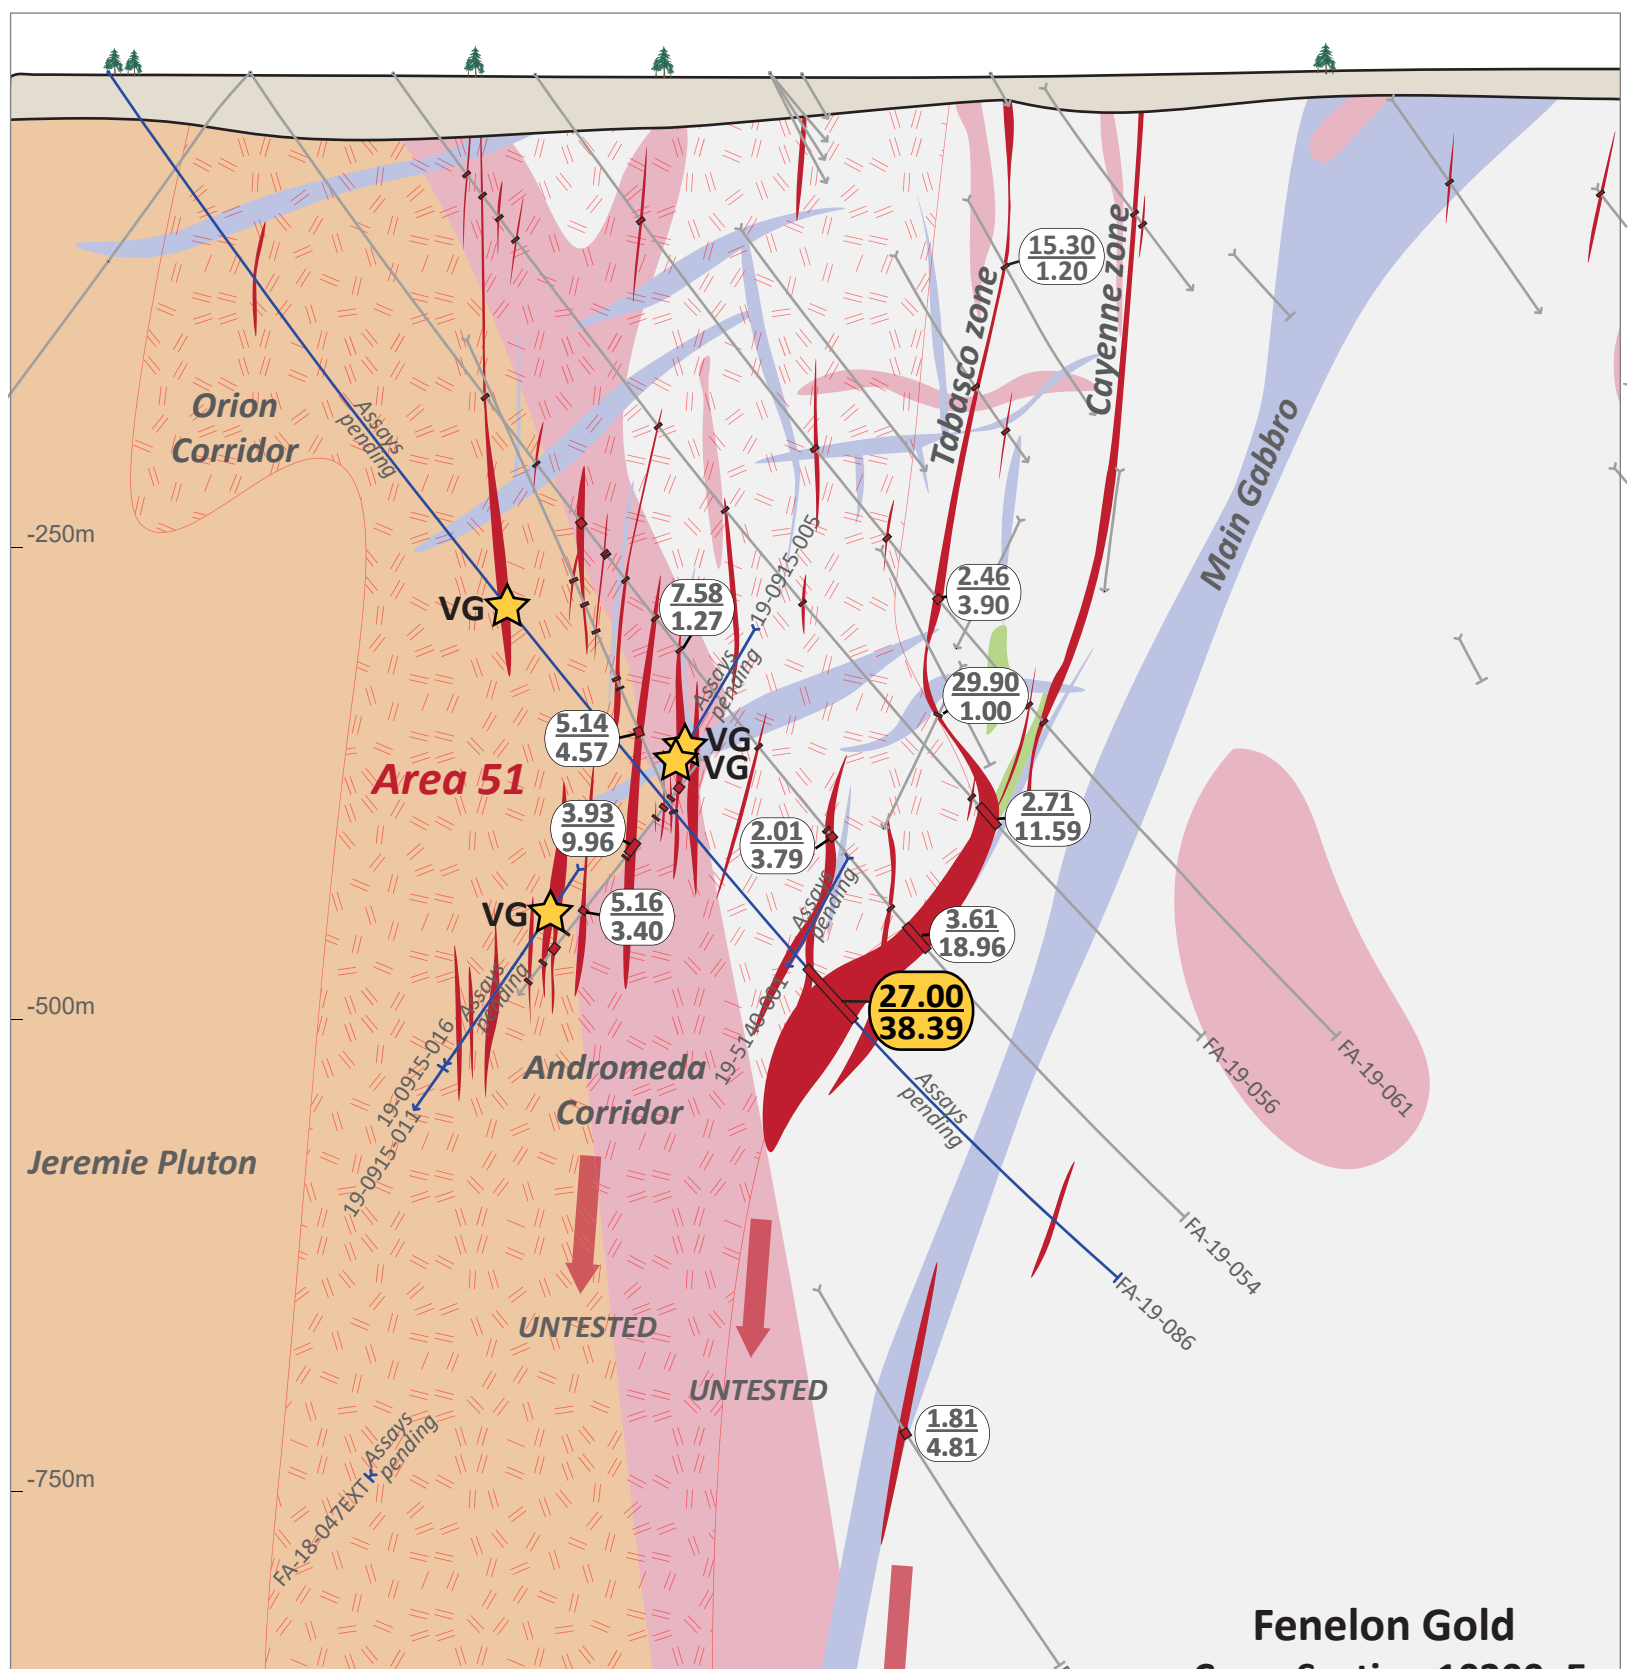 15.30
1.20
Tabasco zone
Cayenne zone
Orion
Corridor
Assays
pending
Main Gabbro
-250m
19-0915-005
VG
7.58
1.27
2.46
3.90
Assays
pending
29.90
1.00
5.14
4.57
VG
VG
Area 51
3.93
9.96
2.01
3.79
2.71
11.59
VG
5.16
3.40
Assays
pending
3.61
18.96
Assays
pending
27.00
38.39
-500m
19-5140-001
19-0915-016
19-0915-011
Andromeda
Corridor
Assays
pending
FA-19-056
FA-19-061
Jeremie Pluton
FA-19-054
FA-19-086
UNTESTED
UNTESTED
1.81
4.81
Assays
pending
-750m
FA-18-047EXT
Fenelon Gold